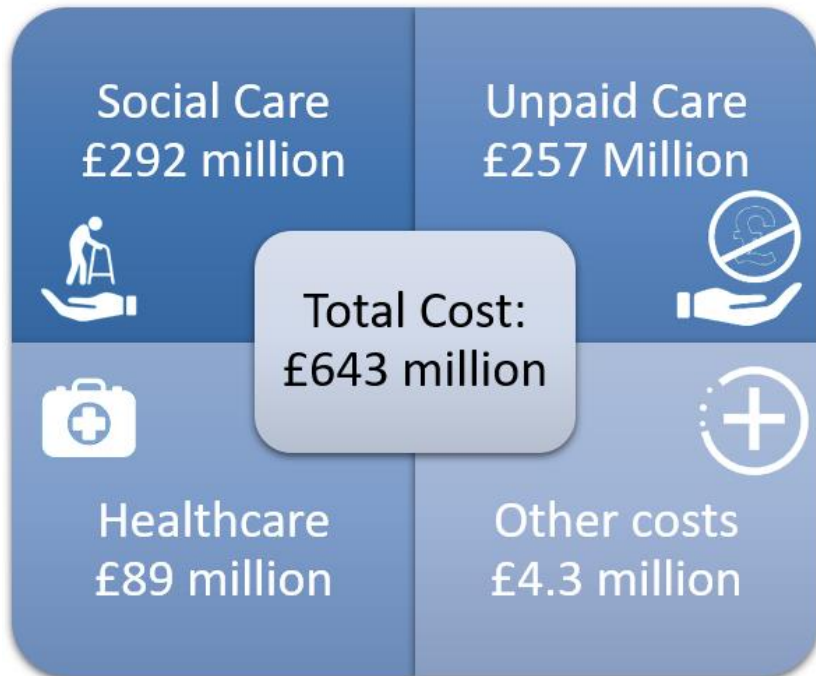 Social Care
£292 million
Unpaid Care
£257 Million
Total Cost:
£643 million
Healthcare
£89 million
Other costs
£4.3 million